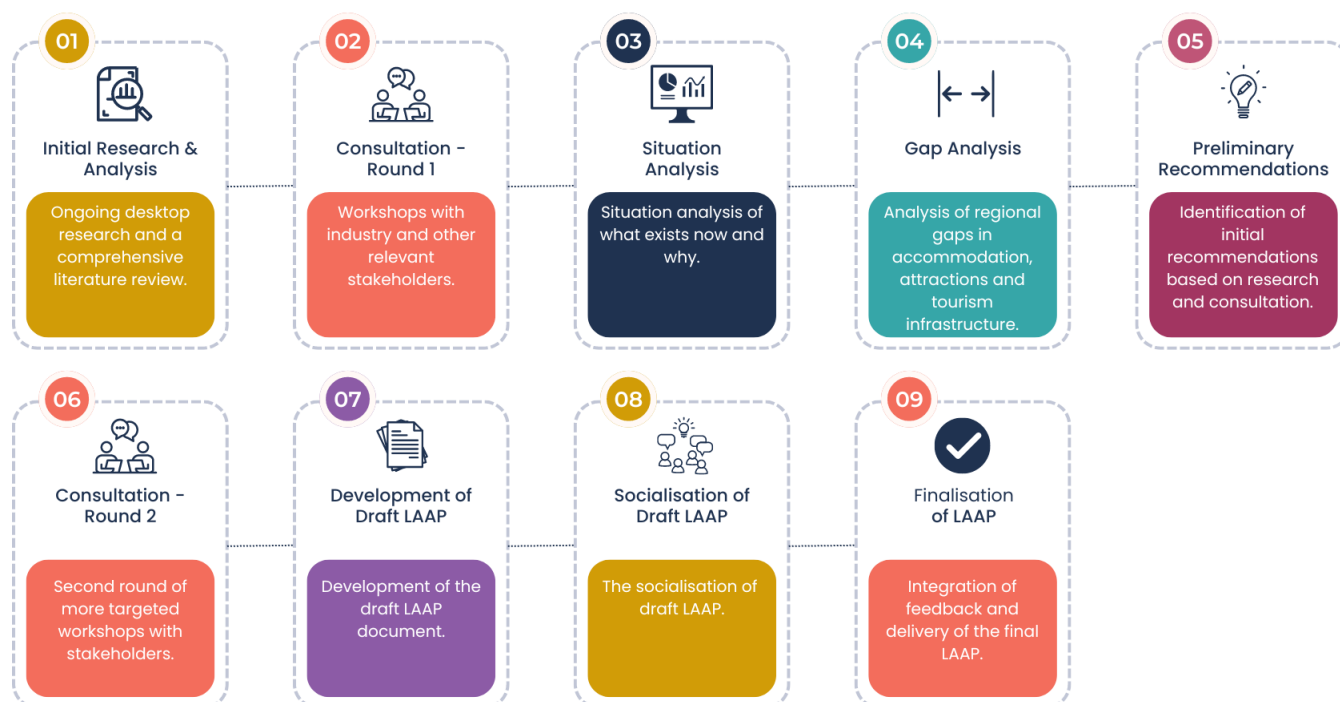 01
Initial Research &
Analysis
Ongoing desktop
research and a
comprehensive
literature review.
02
Consultation -
Round 1
Workshops with
industry and other
relevant
stakeholders.
03
Situation
Analysis
Situation analysis of
what exists now and
why.
04
Gap Analysis
Analysis of regional
gaps in
accommodation,
attractions and
tourism
infrastructure.
05
Preliminary
Recommendations
Identification of
initial
recommendations
based on research
and consultation.
06
Consultation -
Round 2
Second round of
more targeted
workshops with
stakeholders.
07
Development of
Draft LAAP
Development of the
draft LAAP
document.
08
Socialisation of
Draft LAAP
The socialisation of
draft LAAP.
09
Finalisation
of LAAP
Integration of
feedback and
delivery of the final
LAAP.